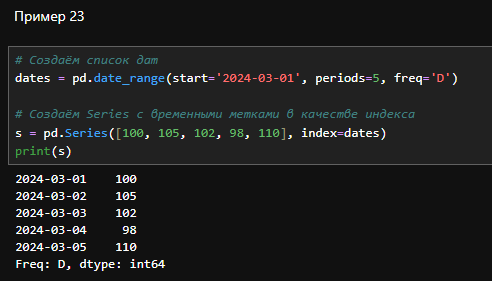 Пример 23
# Создаём список дат
dates = pd.date_range(start='2024-03-01', periods=5, freq='D')
# Создаём Series с временными метками в качестве индекса
s = pd.Series([100, 105, 102, 98, 110], index=dates)
print(s)
2024-03-01    100
2024-03-02    105
2024-03-03    102
2024-03-04     98
2024-03-05    110
Freq: D, dtype: int64